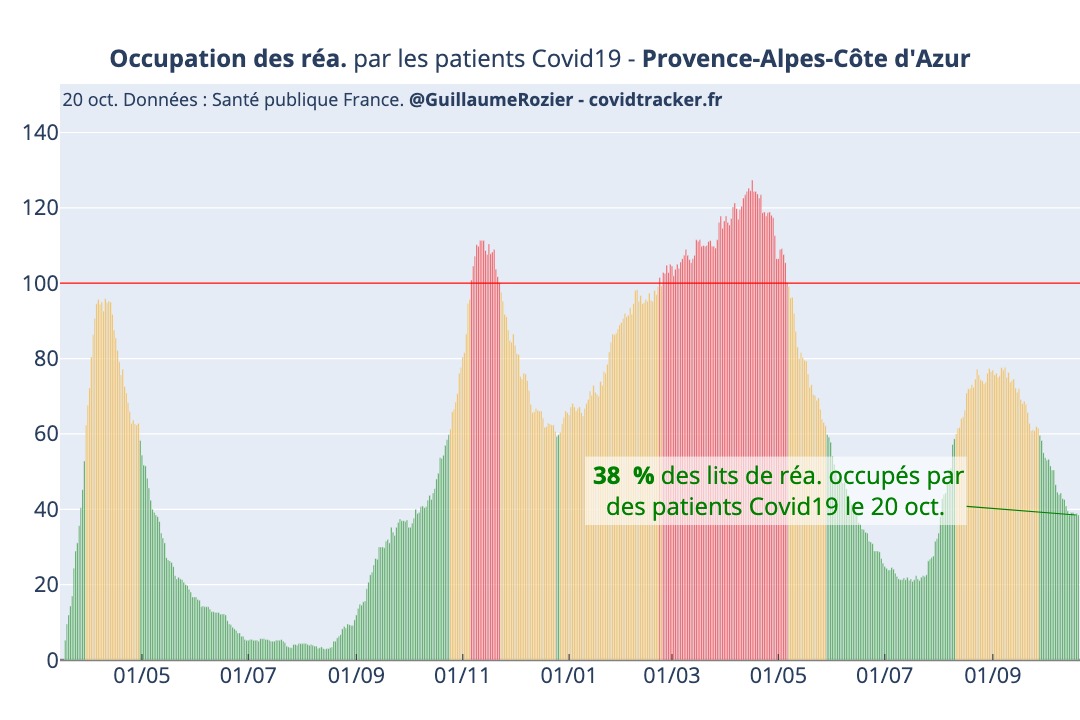 Occupation des réa. par les patients Covid19 - Provence-Alpes-Côte d'Azur
20 oct. Données : Santé publique France. @GuillaumeRozier - covidtracker.fr
140
120
100
80
60
40
20
0
38 % des lits de réa. occupés par
des patients Covid19 le 20 oct.
01/05 01/07 01/09 01/11 01/01 01/03 01/05 01/07 01/09